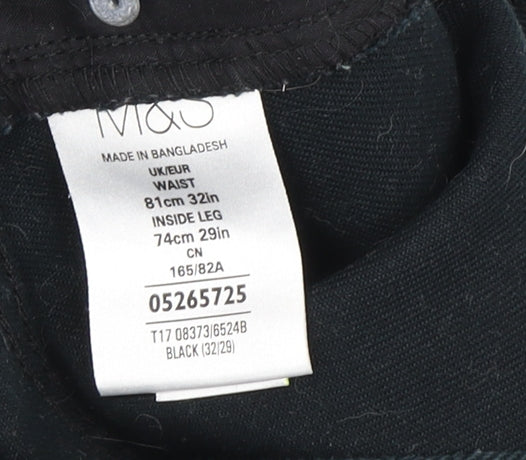 M&S
MADE IN BANGLADESH
UK/EUR
WAIST
81cm 32in
INSIDE LEG
74cm 29in
CN
165/82A
05265725
T17 08373/6524B
BLACK (32/29)